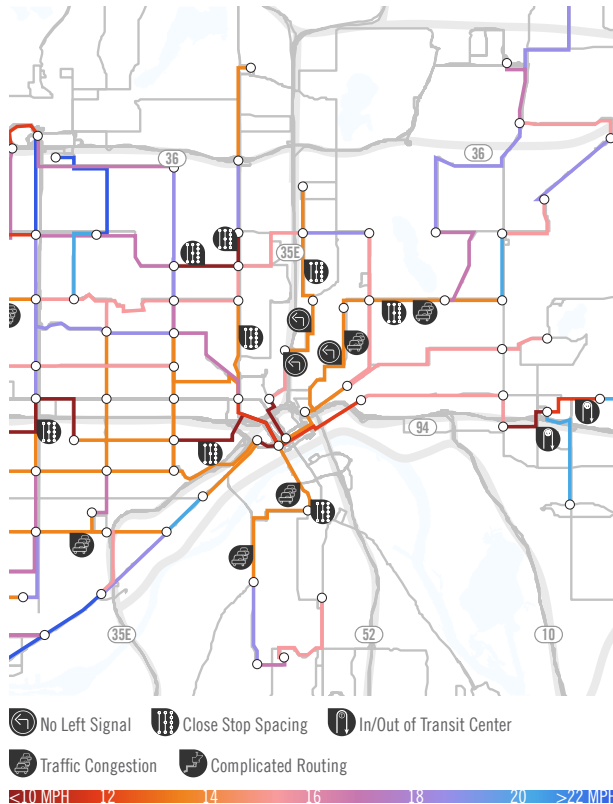 36
36
35E
94
35E
52
10
No Left Signal Close Stop Spacing In/Out of Transit Center
Traffic Congestion Complicated Routing
<10 MPH 12 14 16 18 20 >22 MPH